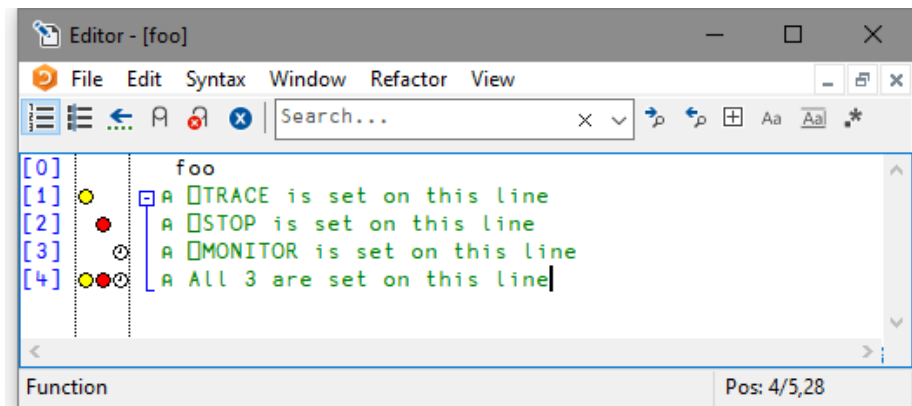 Editor - [foo]
File Edit Syntax Window Refactor View
Search...
Aa Aa .*
[0] foo
[1] ⍝ ⎕TRACE is set on this line
[2] ⍝ ⎕STOP is set on this line
[3] ⍝ ⎕MONITOR is set on this line
[4] ⍝ All 3 are set on this line
Function Pos: 4/5,28